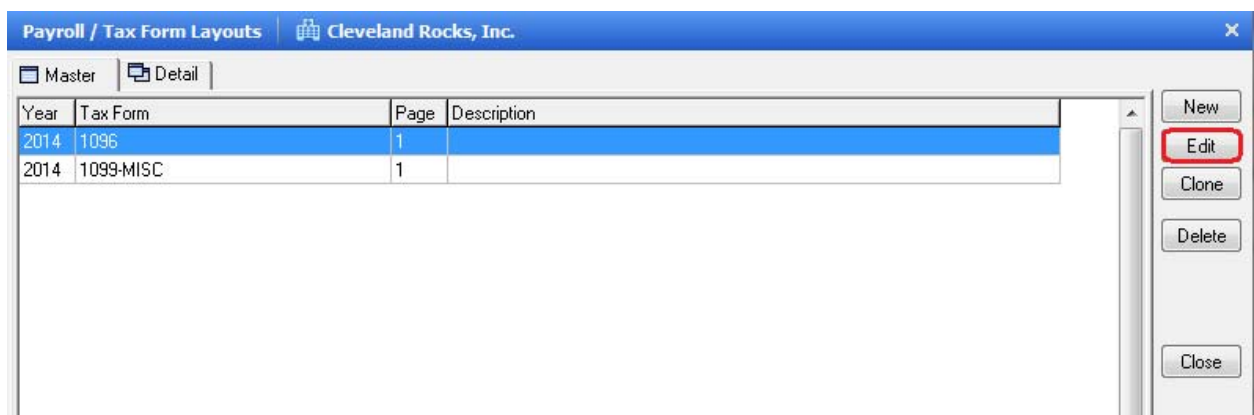 Payroll / Tax Form Layouts Cleveland Rocks, Inc.
Master Detail
Year Tax Form Page Description
2014 1096 1
2014 1099-MISC 1
New
Edit
Clone
Delete
Close